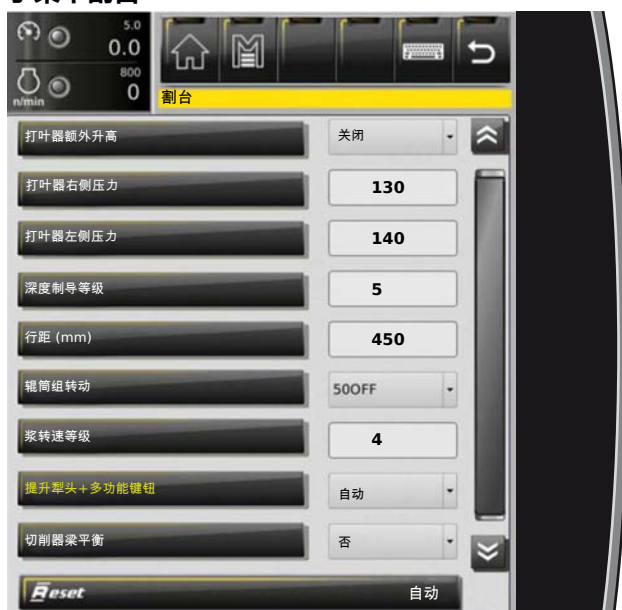 5.0
0.0
800
n/min
0
割台
打叶器额外升高 关闭
打叶器右侧压力 130
打叶器左侧压力 140
深度制导等级 5
行距 (mm) 450
辊筒组转动 50OFF
浆转速等级 4
提升犁头+多功能键钮 自动
切削器梁平衡 否
Reset 自动